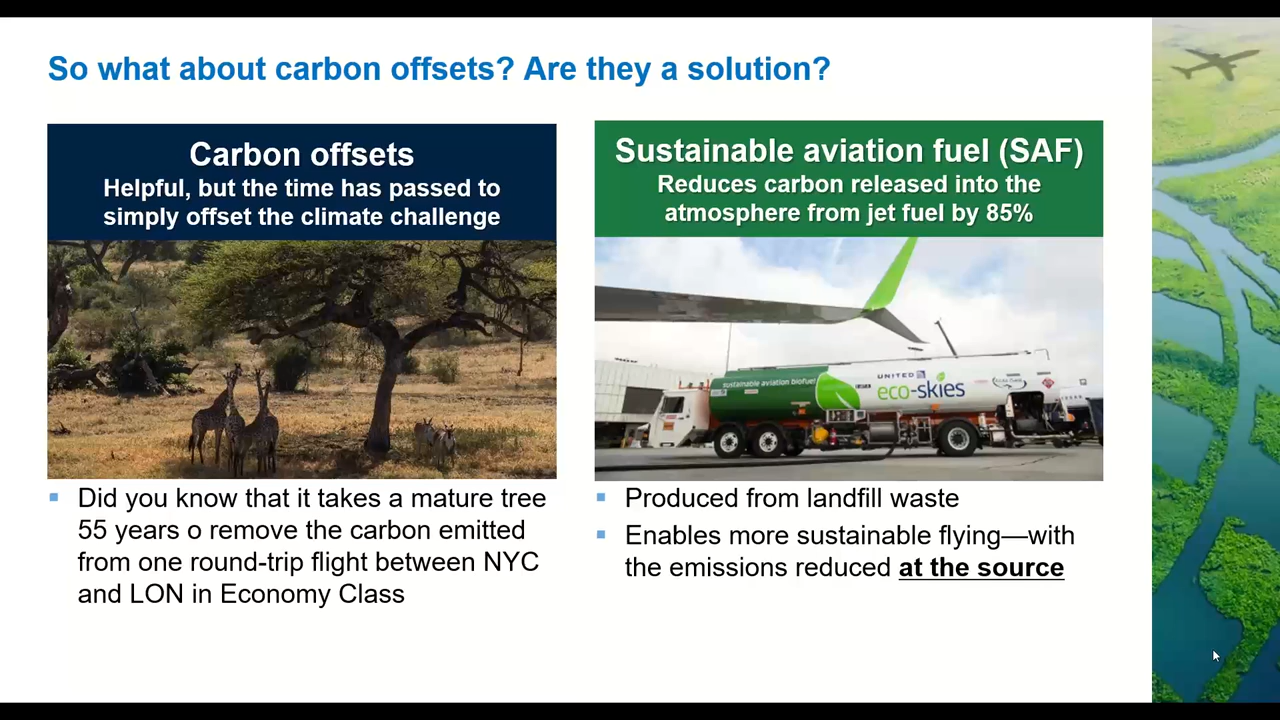 So what about carbon offsets? Are they a solution?
Carbon offsets
Helpful, but the time has passed to
simply offset the climate challenge
Did you know that it takes a mature tree
55 years o remove the carbon emitted
from one round-trip flight between NYC
and LON in Economy Class
Sustainable aviation fuel (SAF)
Reduces carbon released into the
atmosphere from jet fuel by 85%
sustainable aviation biofuel
UNITED
eco-skies
Produced from landfill waste
Enables more sustainable flying—with
the emissions reduced at the source